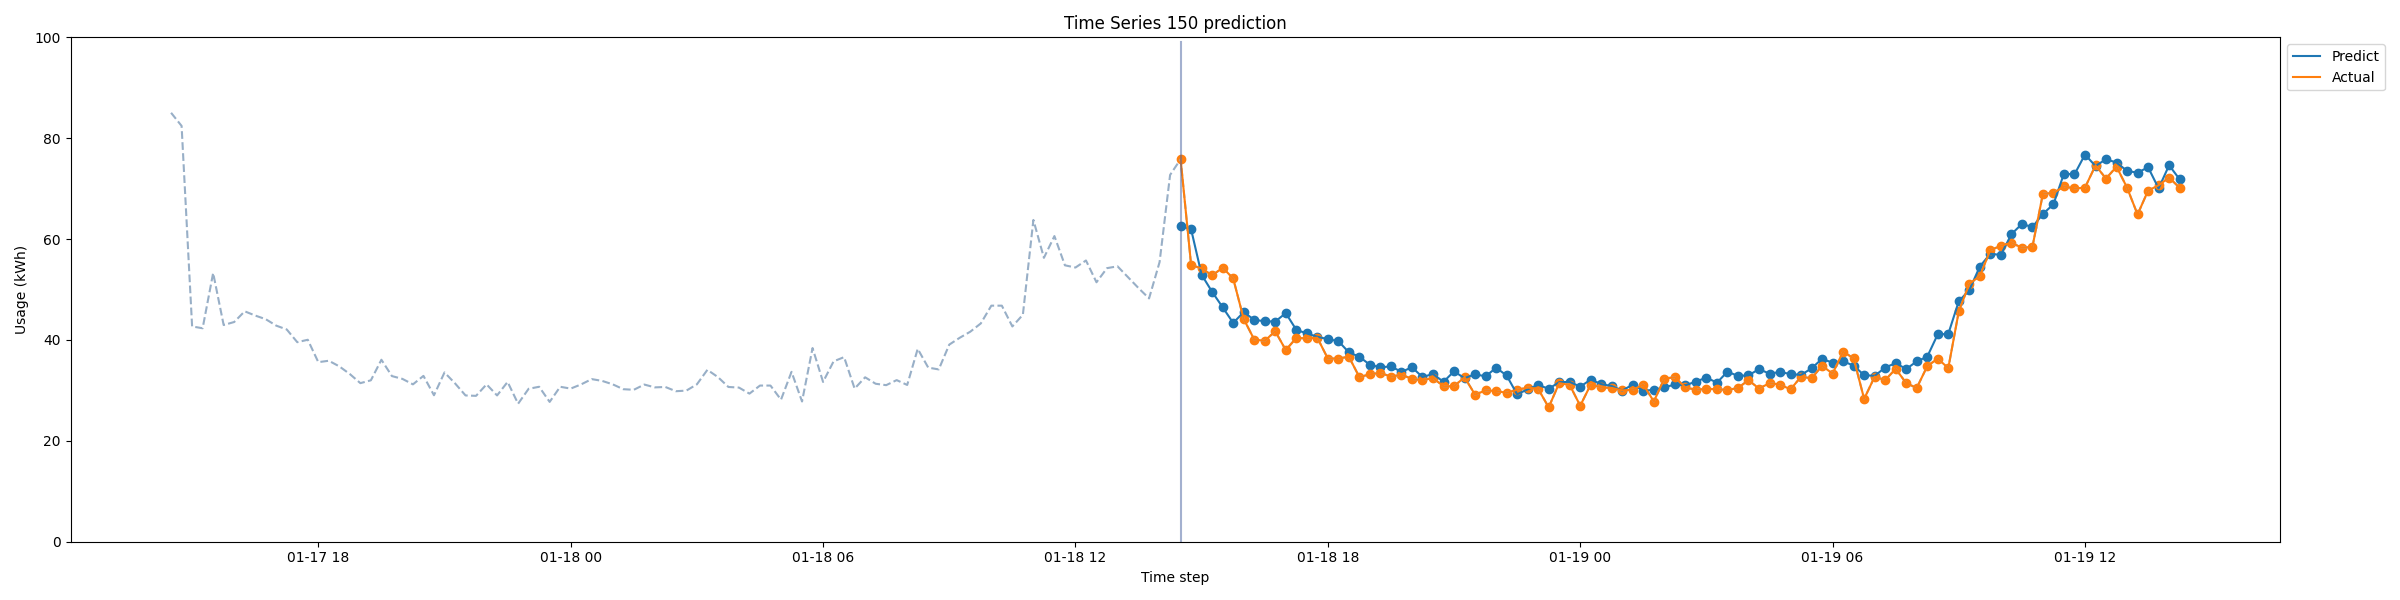 Time Series 150 prediction
100
80
60
40
20
0
Usage (kWh)
01-17 18
01-18 00
01-18 06
01-18 12
01-18 18
01-19 00
01-19 06
01-19 12
Time step
Predict
Actual